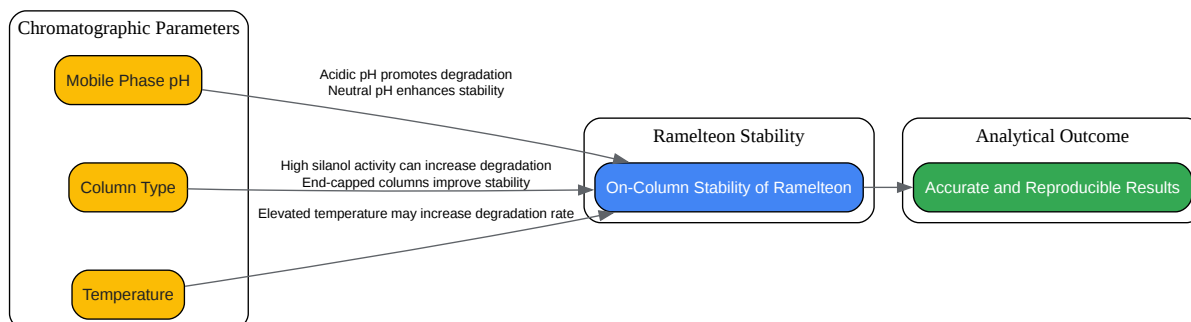 Chromatographic Parameters
Mobile Phase pH
Column Type
Temperature
Acidic pH promotes degradation
Neutral pH enhances stability
High silanol activity can increase degradation
End-capped columns improve stability
Elevated temperature may increase degradation rate
Ramelteon Stability
On-Column Stability of Ramelteon
Analytical Outcome
Accurate and Reproducible Results